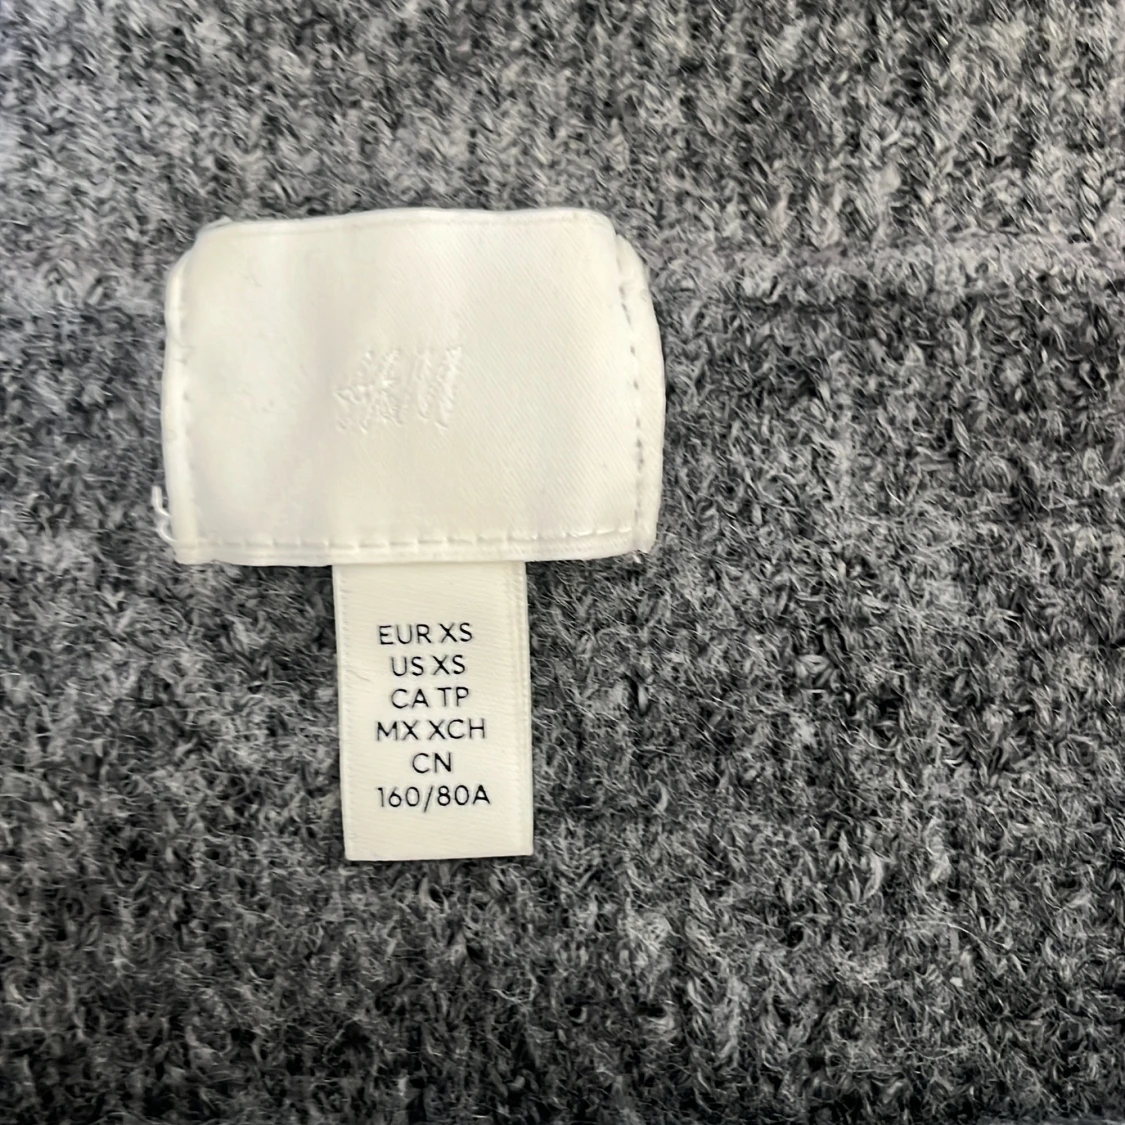 EUR XS
US XS
CA TP
MX XCH
CN
160/80A